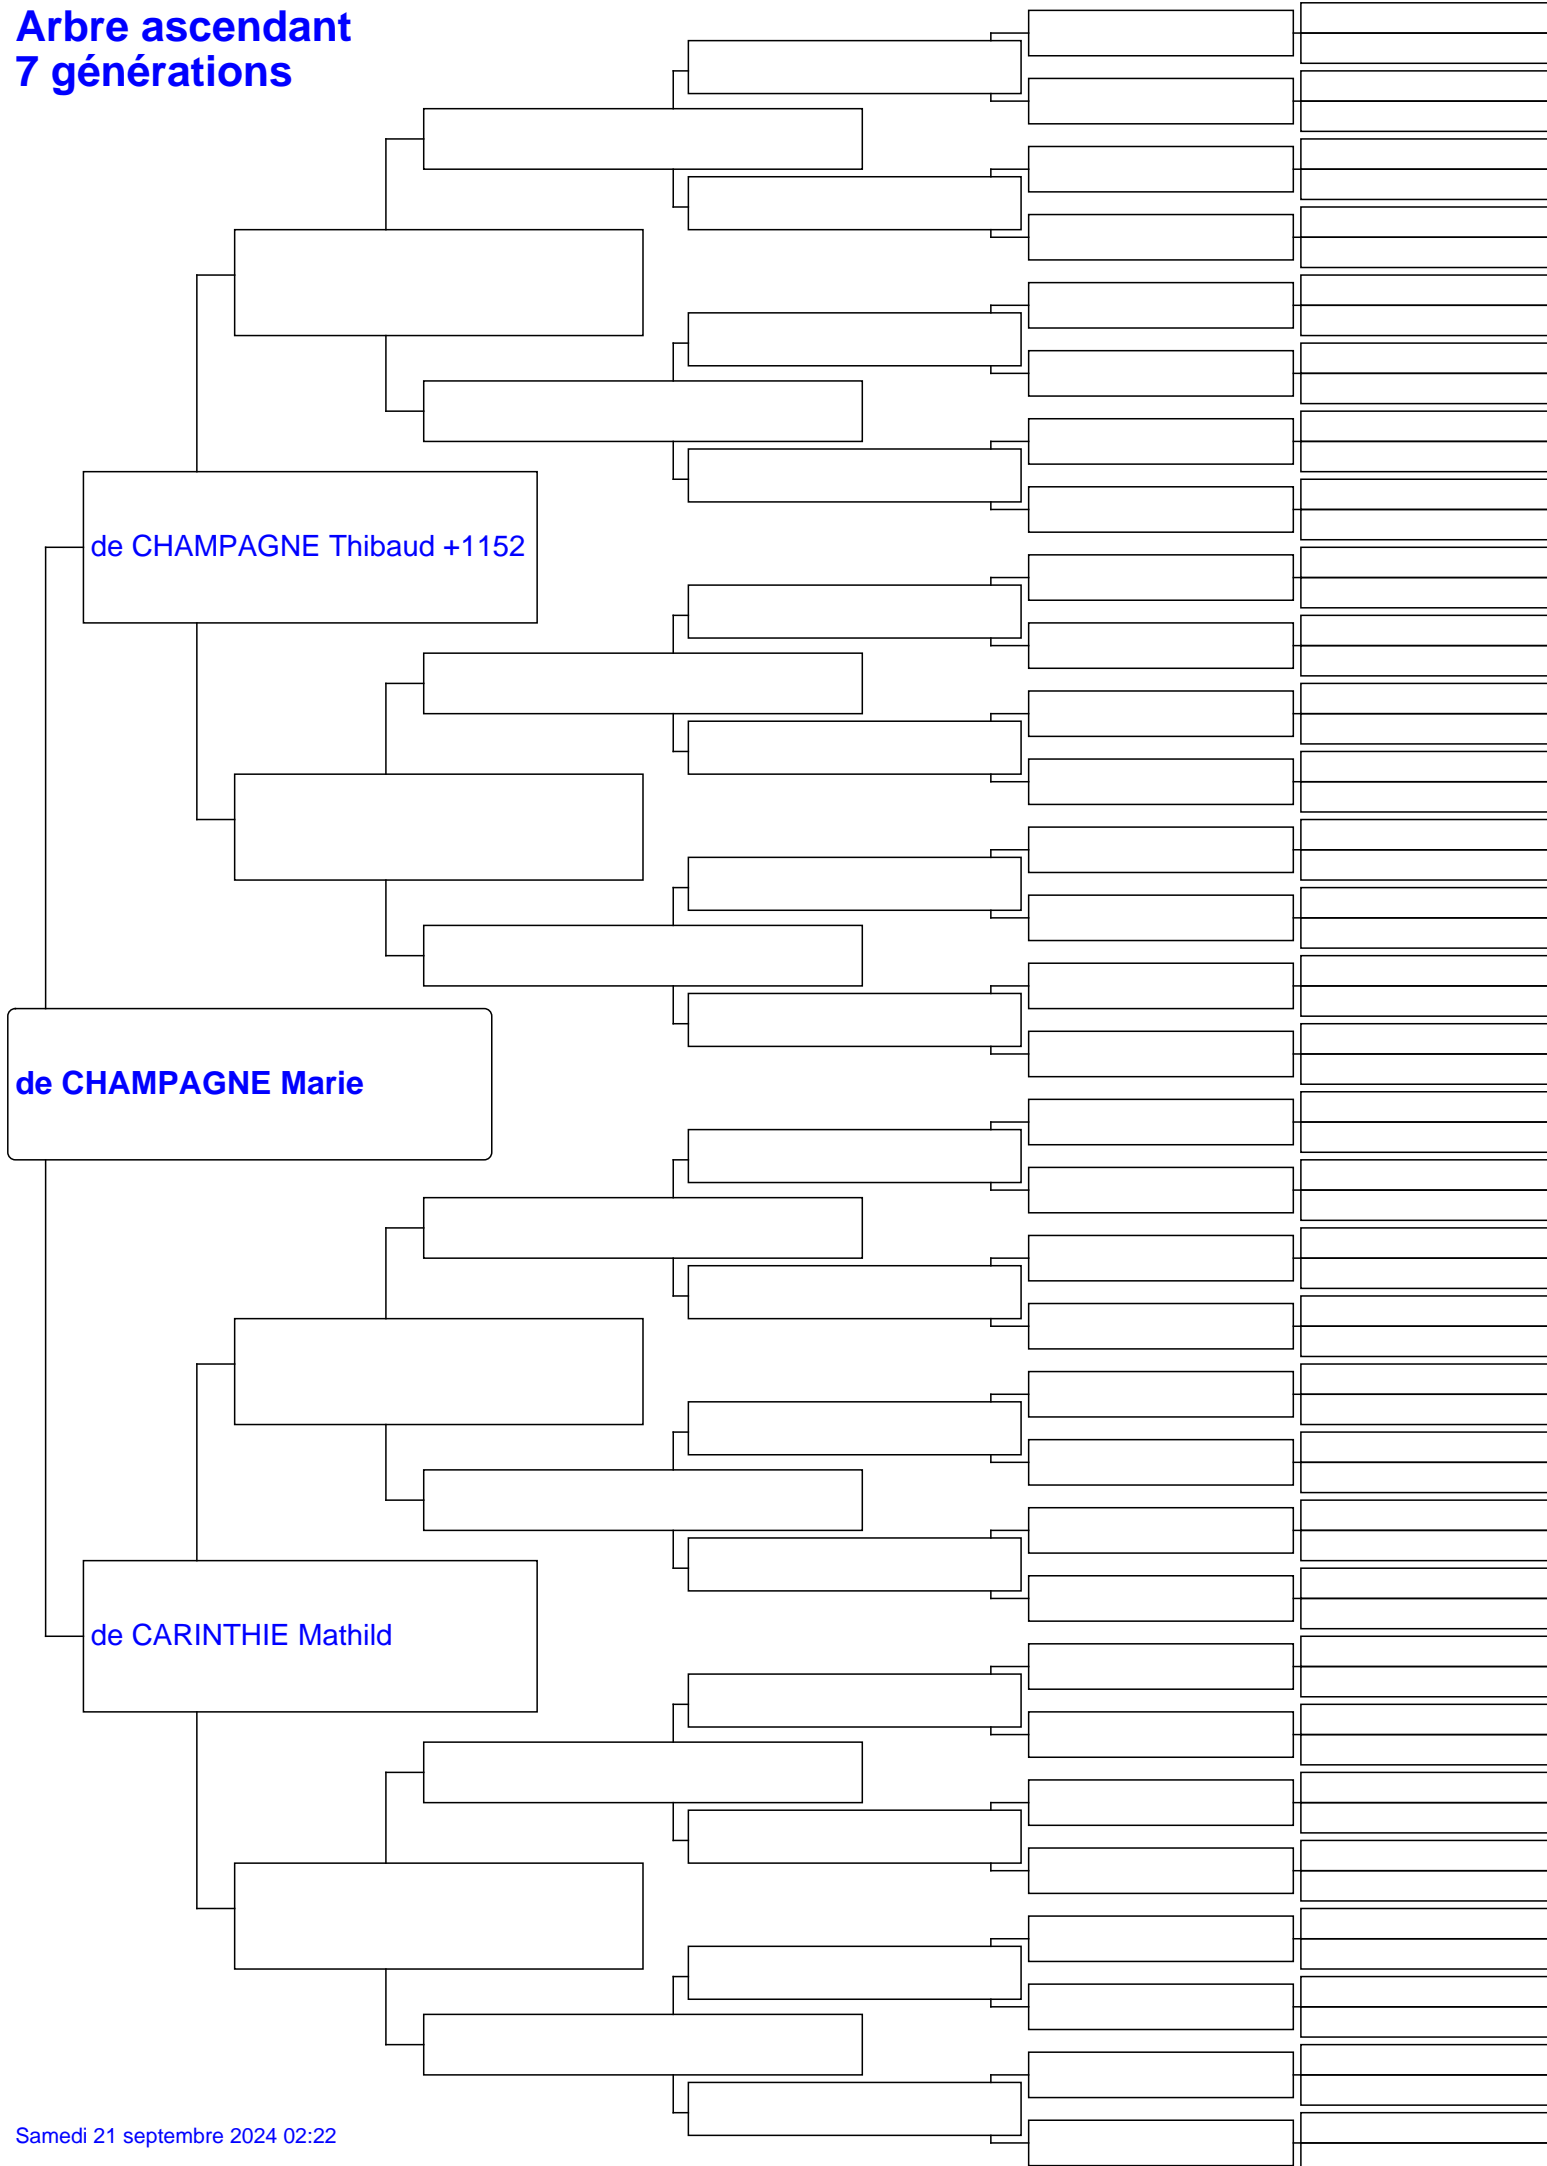 Arbre ascendant
7 générations
de CHAMPAGNE Thibaud +1152
de CHAMPAGNE Marie
de CARINTHIE Mathild
Samedi 21 septembre 2024 02:22